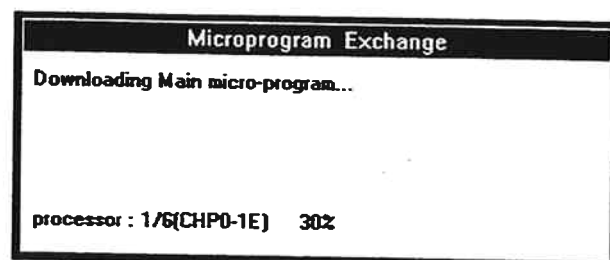 Microprogram Exchange
Downloading Main micro-program...
processor : 1/6(CHP0-1E) 30%